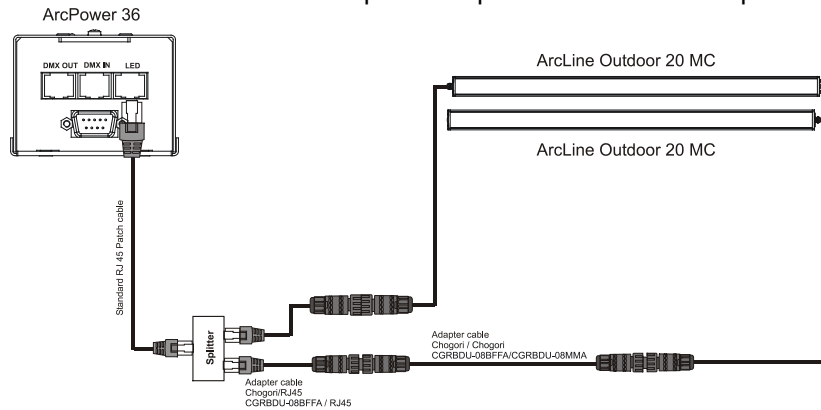 ArcPower 36
DMX OUT DMX IN LED
ArcLine Outdoor 20 MC
ArcLine Outdoor 20 MC
Standard RJ 45 Patch cable
Splitter
Adapter cable
Chogori / Chogori
CGRBDU-08BFFA/CGRBDU-08MMA
Adapter cable
Chogori/RJ45
CGRBDU-08BFFA / RJ45